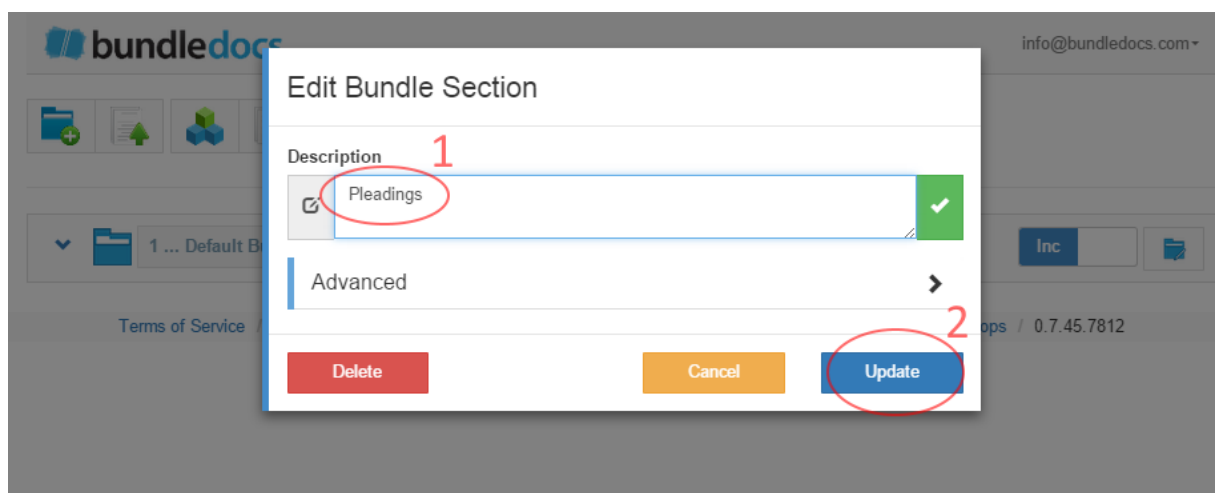 bundledocs
info@bundledocs.com
Edit Bundle Section
Description
1
Pleadings
1 ... Default B
Inc
Advanced
Terms of Service /
ops / 0.7.45.7812
2
Delete
Cancel
Update